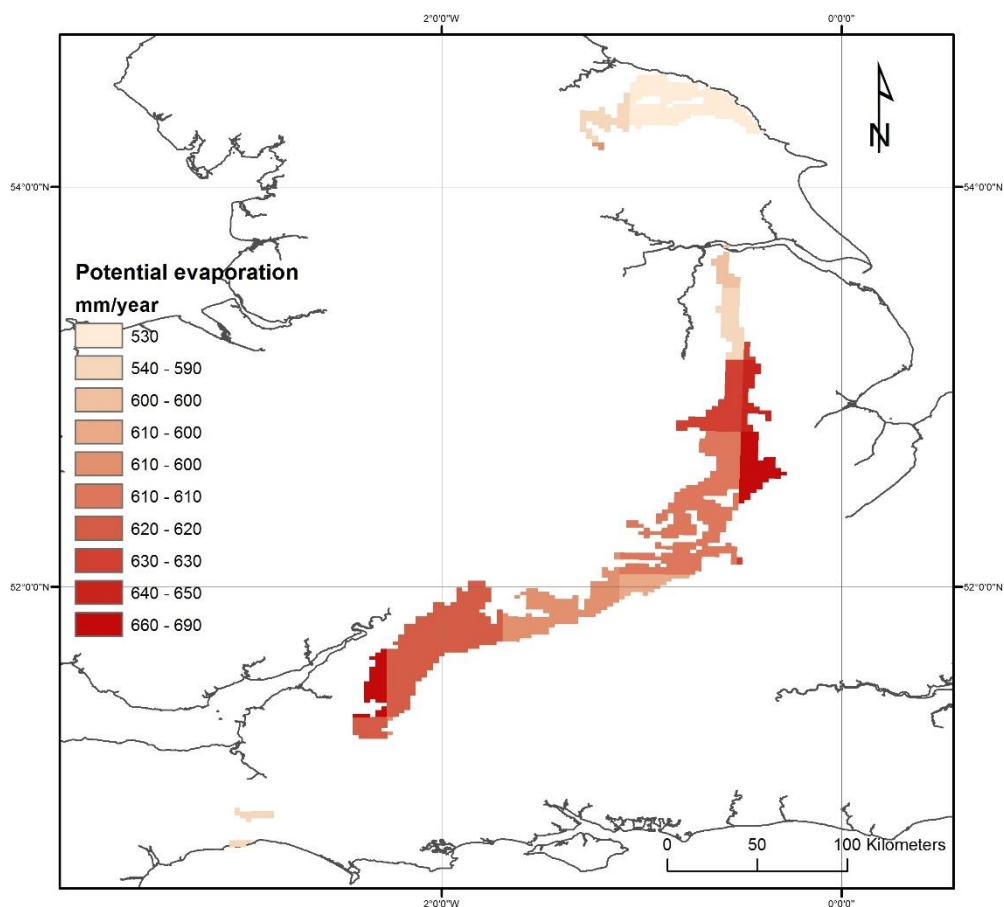 2°0'0"W
0°0'0"
N
54°0'0"N
54°0'0"N
Potential evaporation
mm/year
530
540 - 590
600 - 600
610 - 600
610 - 600
610 - 610
620 - 620
630 - 630
640 - 650
660 - 690
52°0'0"N
52°0'0"N
0
50
100 Kilometers
2°0'0"W
0°0'0"